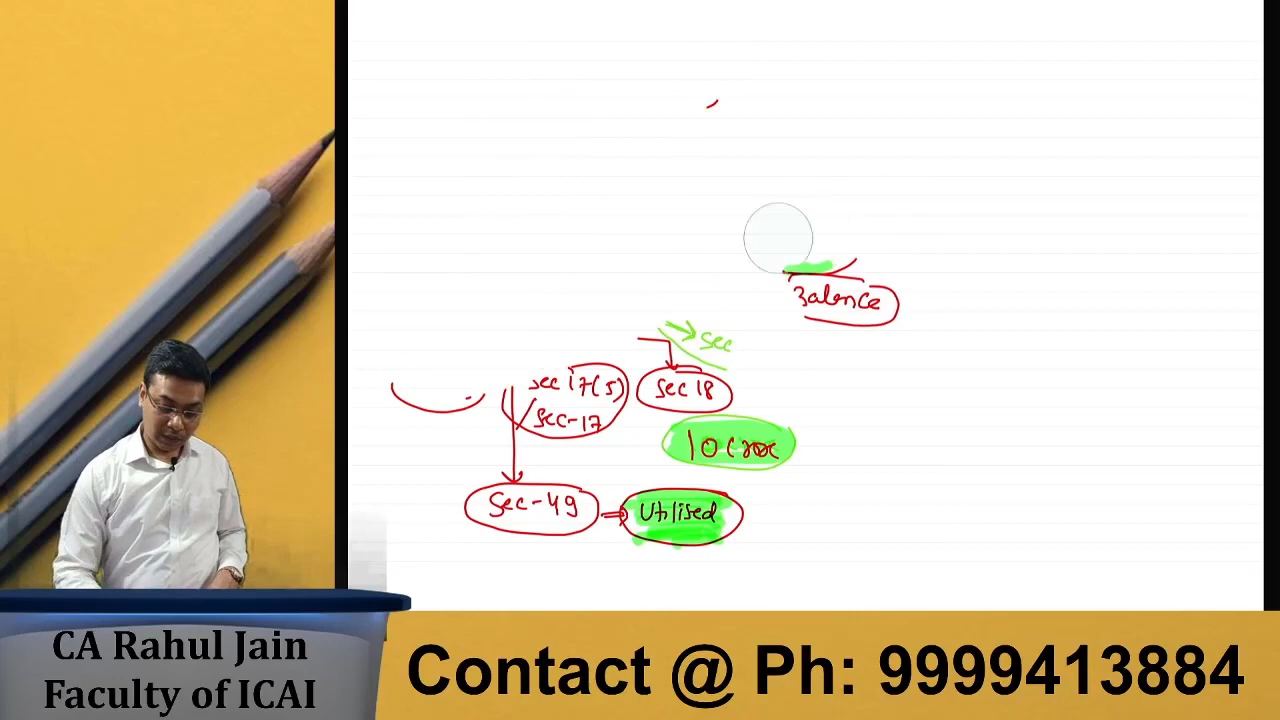 Balance
→ sec
sec 17(5)
sec 18
sec-17
10 crore
Sec-49
Utilised
CA Rahul Jain
Faculty of ICAI
Contact @ Ph: 9999413884